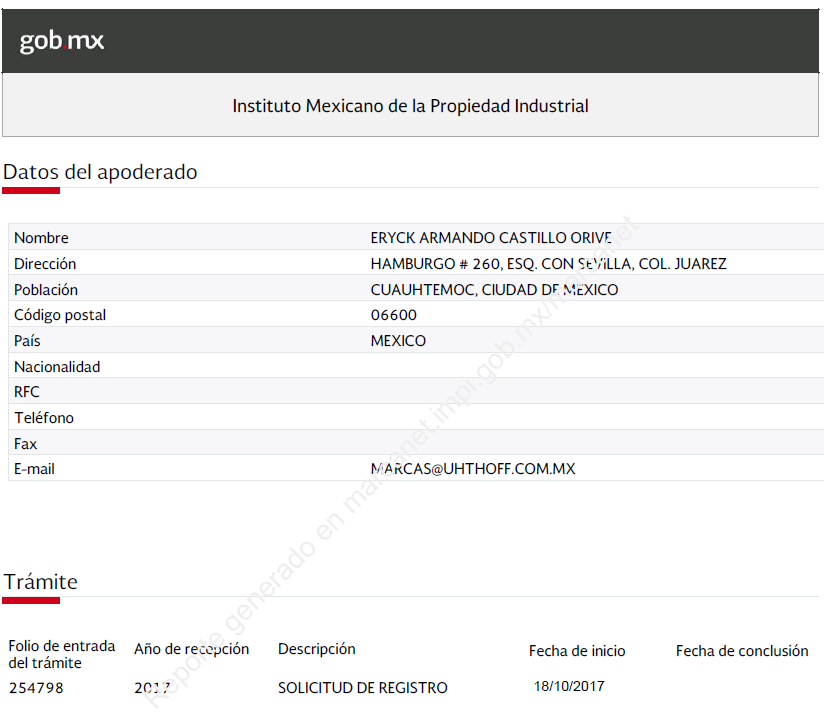 gob.mx
Instituto Mexicano de la Propiedad Industrial
Datos del apoderado
Nombre ERYCK ARMANDO CASTILLO ORIVE
Dirección HAMBURGO # 260, ESQ. CON SEVILLA, COL. JUAREZ
Población CUAUHTEMOC, CIUDAD DE MEXICO
Código postal 06600
País MEXICO
Nacionalidad
RFC
Teléfono
Fax
E-mail MARCAS@UHTHOFF.COM.MX
Trámite
Folio de entrada del trámite Año de recepción Descripción Fecha de inicio Fecha de conclusión
254798 2017 SOLICITUD DE REGISTRO 18/10/2017
Reporte generado en marcanet.impi.gob.mx/marcanet